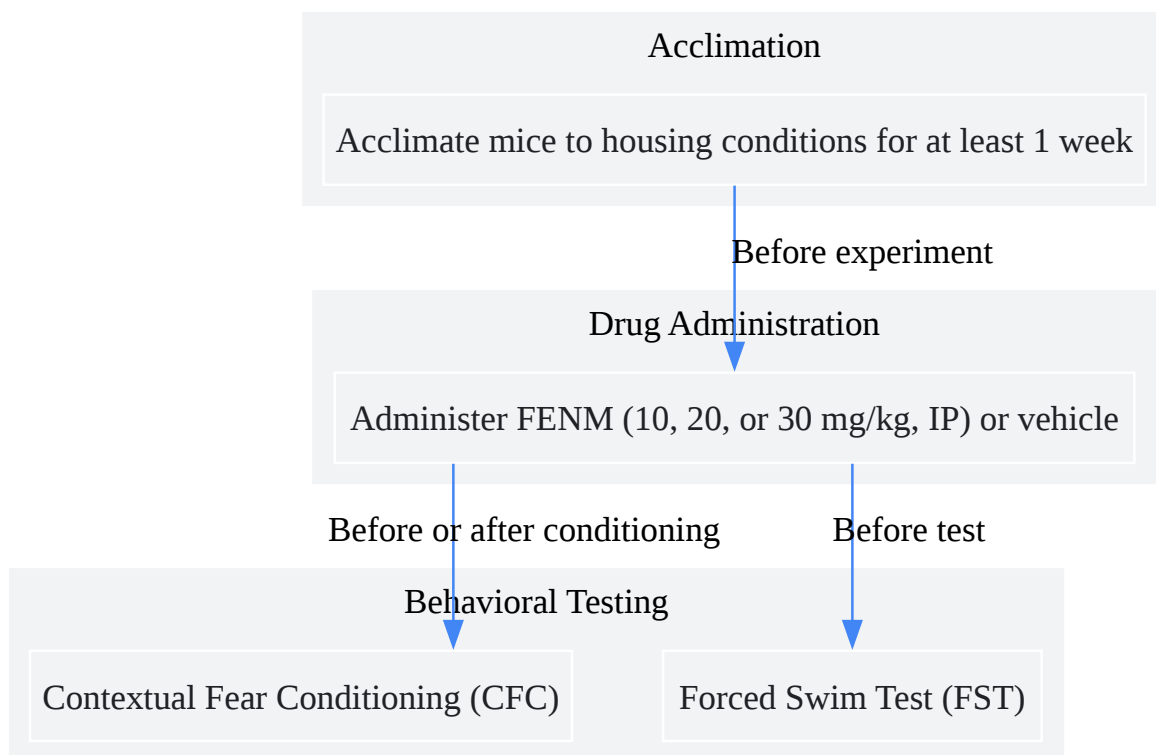 Acclimation
Acclimate mice to housing conditions for at least 1 week
Before experiment
Drug Administration
Administer FENM (10, 20, or 30 mg/kg, IP) or vehicle
Before or after conditioning
Before test
Behavioral Testing
Contextual Fear Conditioning (CFC)
Forced Swim Test (FST)